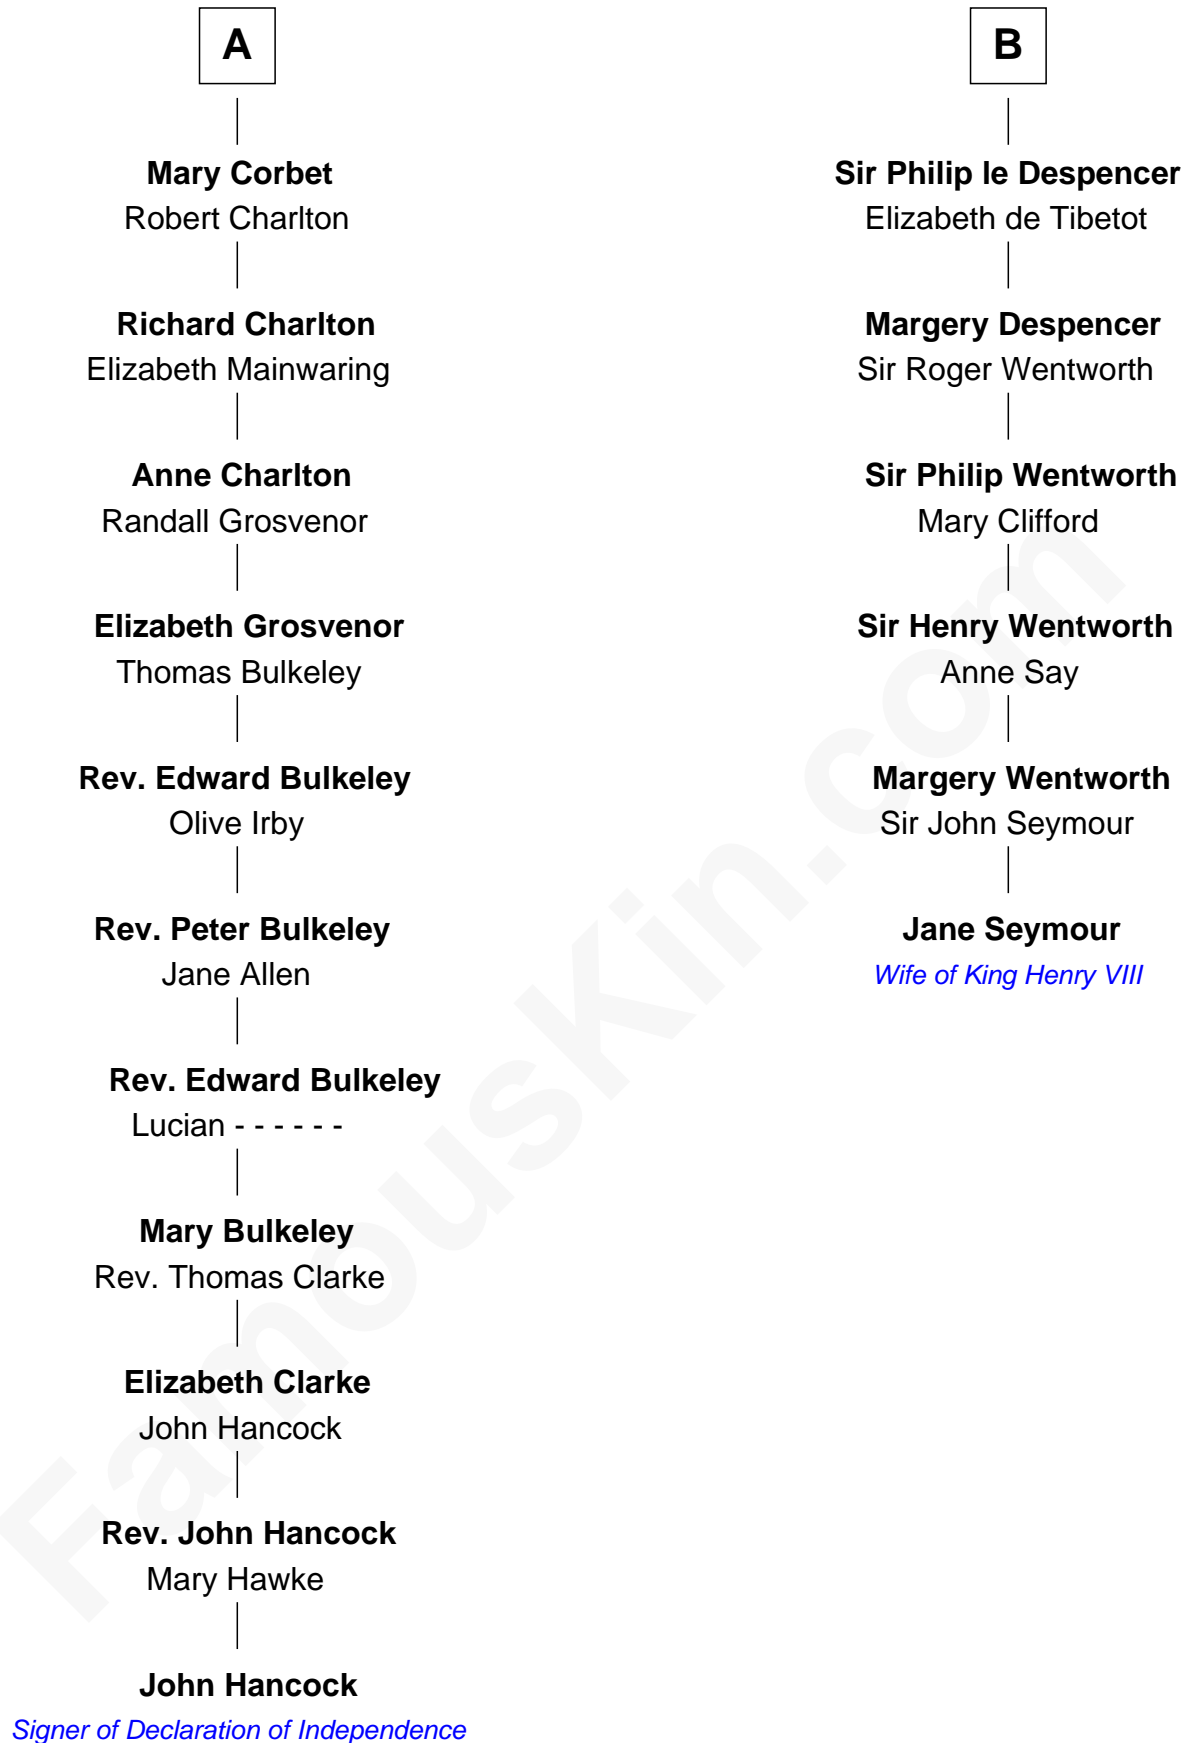 A
Mary Corbet
Robert Charlton
Richard Charlton
Elizabeth Mainwaring
Anne Charlton
Randall Grosvenor
Elizabeth Grosvenor
Thomas Bulkeley
Rev. Edward Bulkeley
Olive Irby
Rev. Peter Bulkeley
Jane Allen
Rev. Edward Bulkeley
Lucian - - - - - -
Mary Bulkeley
Rev. Thomas Clarke
Elizabeth Clarke
John Hancock
Rev. John Hancock
Mary Hawke
John Hancock
Signer of Declaration of Independence
B
Sir Philip le Despencer
Elizabeth de Tibetot
Margery Despencer
Sir Roger Wentworth
Sir Philip Wentworth
Mary Clifford
Sir Henry Wentworth
Anne Say
Margery Wentworth
Sir John Seymour
Jane Seymour
Wife of King Henry VIII
FamousKin.com